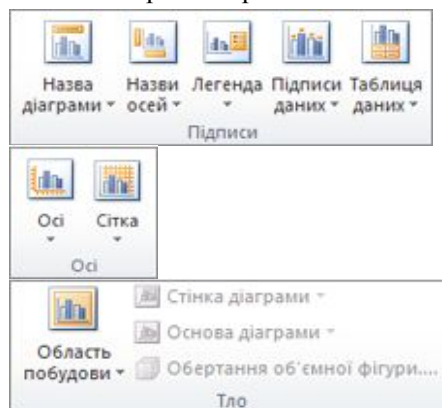 Назва діаграми Назви осей Легенда Підписи даних Таблиця даних
Підписи
Осі Сітка
Осі
Область побудови
Стінка діаграми
Основа діаграми
Обертання об'ємної фігури....
Тло